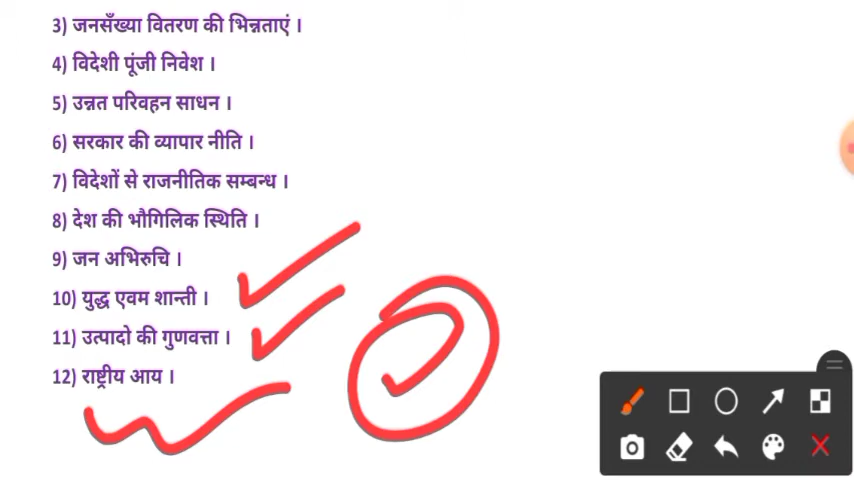 3) जनसँख्या वितरण की भिन्नताएं ।
4) विदेशी पूंजी निवेश ।
5) उन्नत परिवहन साधन ।
6) सरकार की व्यापार नीति ।
7) विदेशों से राजनीतिक सम्बन्ध ।
8) देश की भौगिलिक स्थिति ।
9) जन अभिरुचि ।
10) युद्ध एवम शान्ती ।
11) उत्पादो की गुणवत्ता ।
12) राष्ट्रीय आय ।